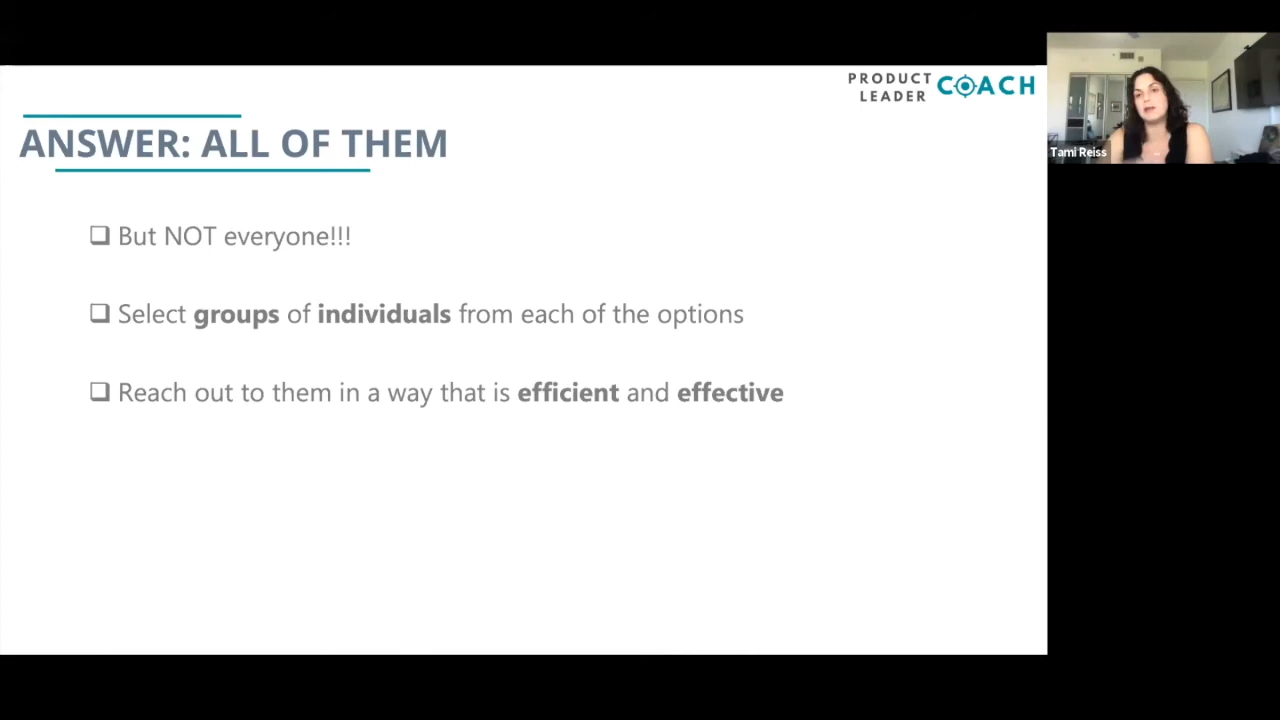 PRODUCT
LEADER
COACH
ANSWER: ALL OF THEM
But NOT everyone!!!
Select groups of individuals from each of the options
Reach out to them in a way that is efficient and effective
Tami Reiss